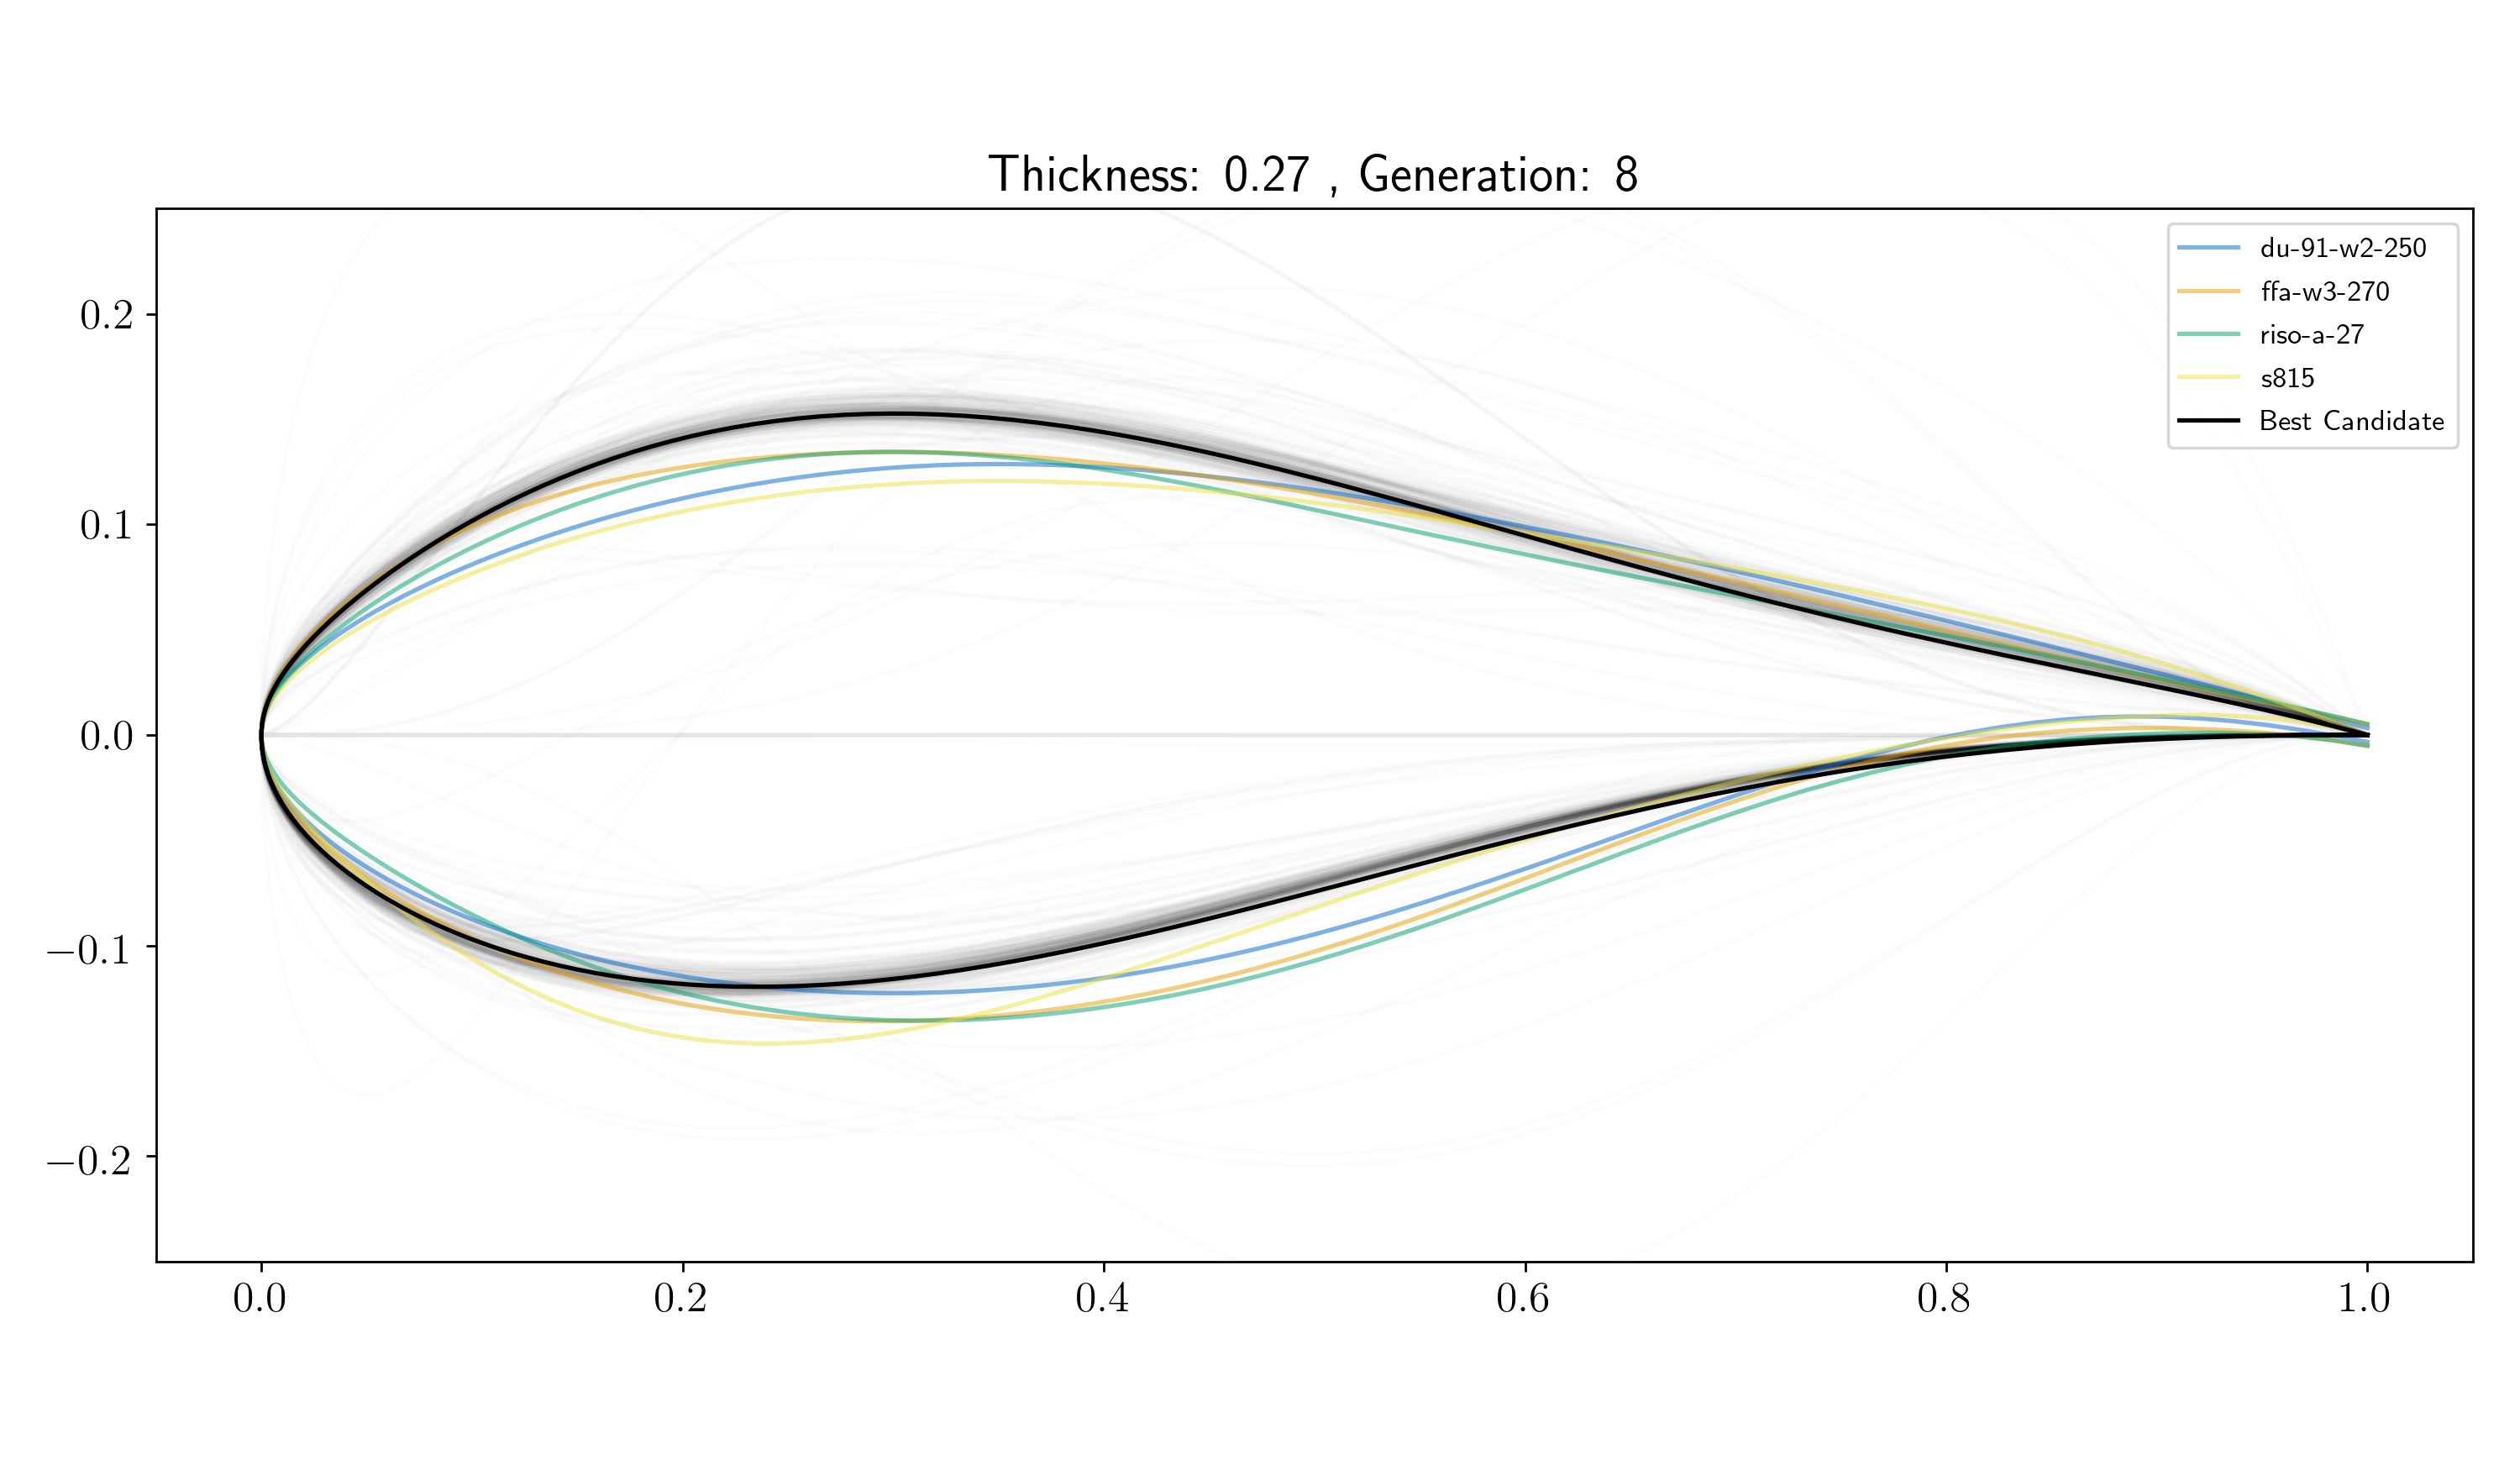 Thickness: 0.27 , Generation: 8
du-91-w2-250
ffa-w3-270
riso-a-27
s815
Best Candidate
0.2
0.1
0.0
−0.1
−0.2
0.0 0.2 0.4 0.6 0.8 1.0